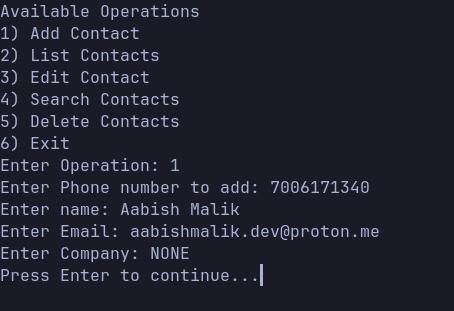 Available Operations
1) Add Contact
2) List Contacts
3) Edit Contact
4) Search Contacts
5) Delete Contacts
6) Exit
Enter Operation: 1
Enter Phone number to add: 7006171340
Enter name: Aabish Malik
Enter Email: aabishmalik.dev@proton.me
Enter Company: NONE
Press Enter to continue...